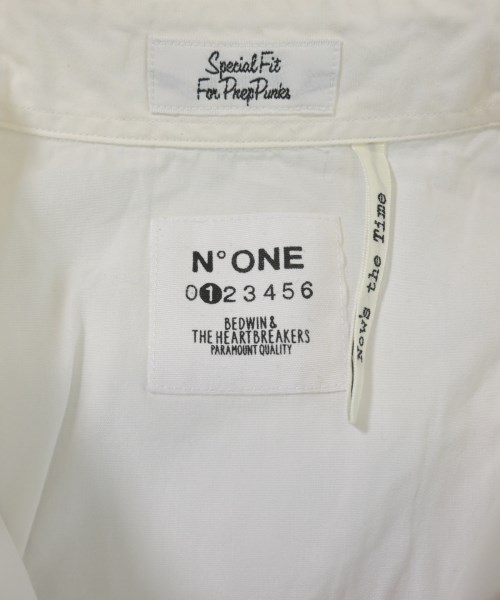 Special Fit
For PrepPunks
N°ONE
0123456
BEDWIN &
THE HEARTBREAKERS
PARAMOUNT QUALITY
Now's the Time